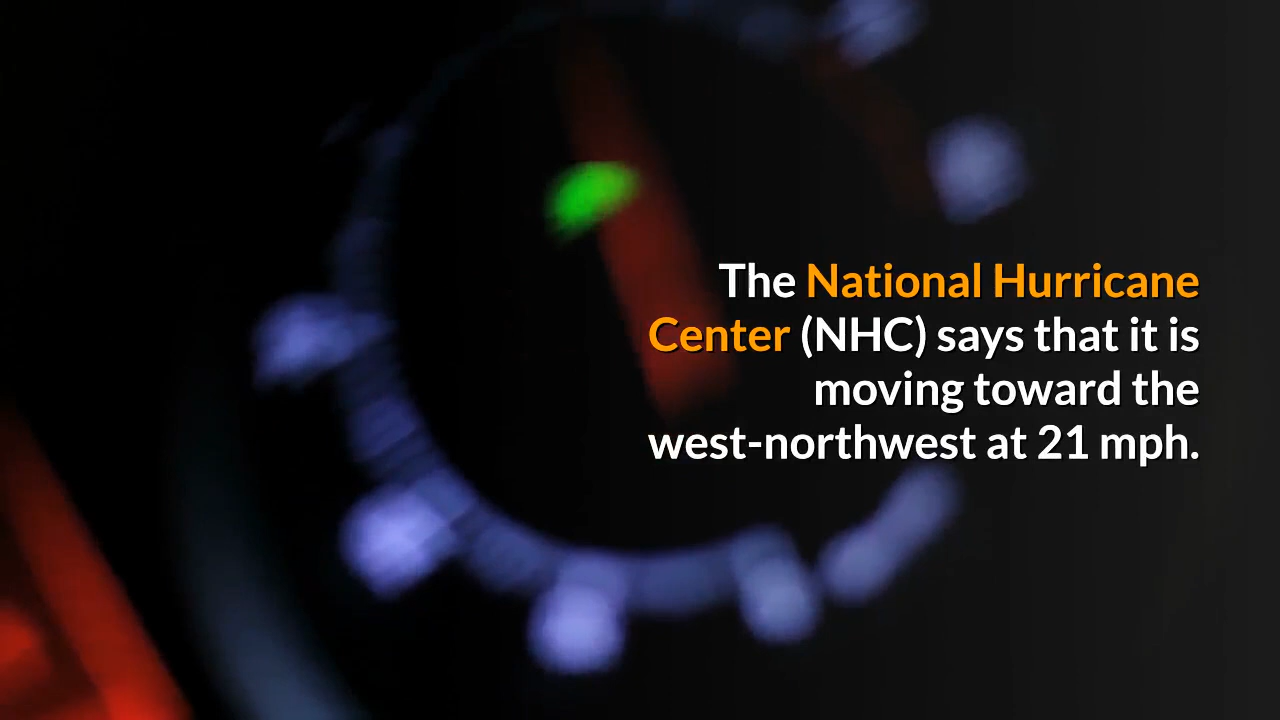 The National Hurricane
Center (NHC) says that it is
moving toward the
west-northwest at 21 mph.